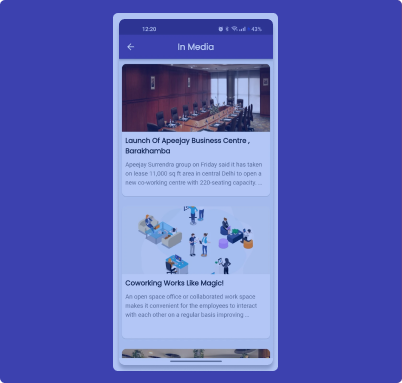 12:20
43%
In Media
Launch Of Apeejay Business Centre ,
Barakhamba
Apeejay Surrendra group on Friday said it has taken
on lease 11,000 sq ft area in central Delhi to open a
new co-working centre with 220-seating capacity. ...
Coworking Works Like Magic!
An open space office or collaborated work space
makes it convenient for the employees to interact
with each other on a regular basis improving ...